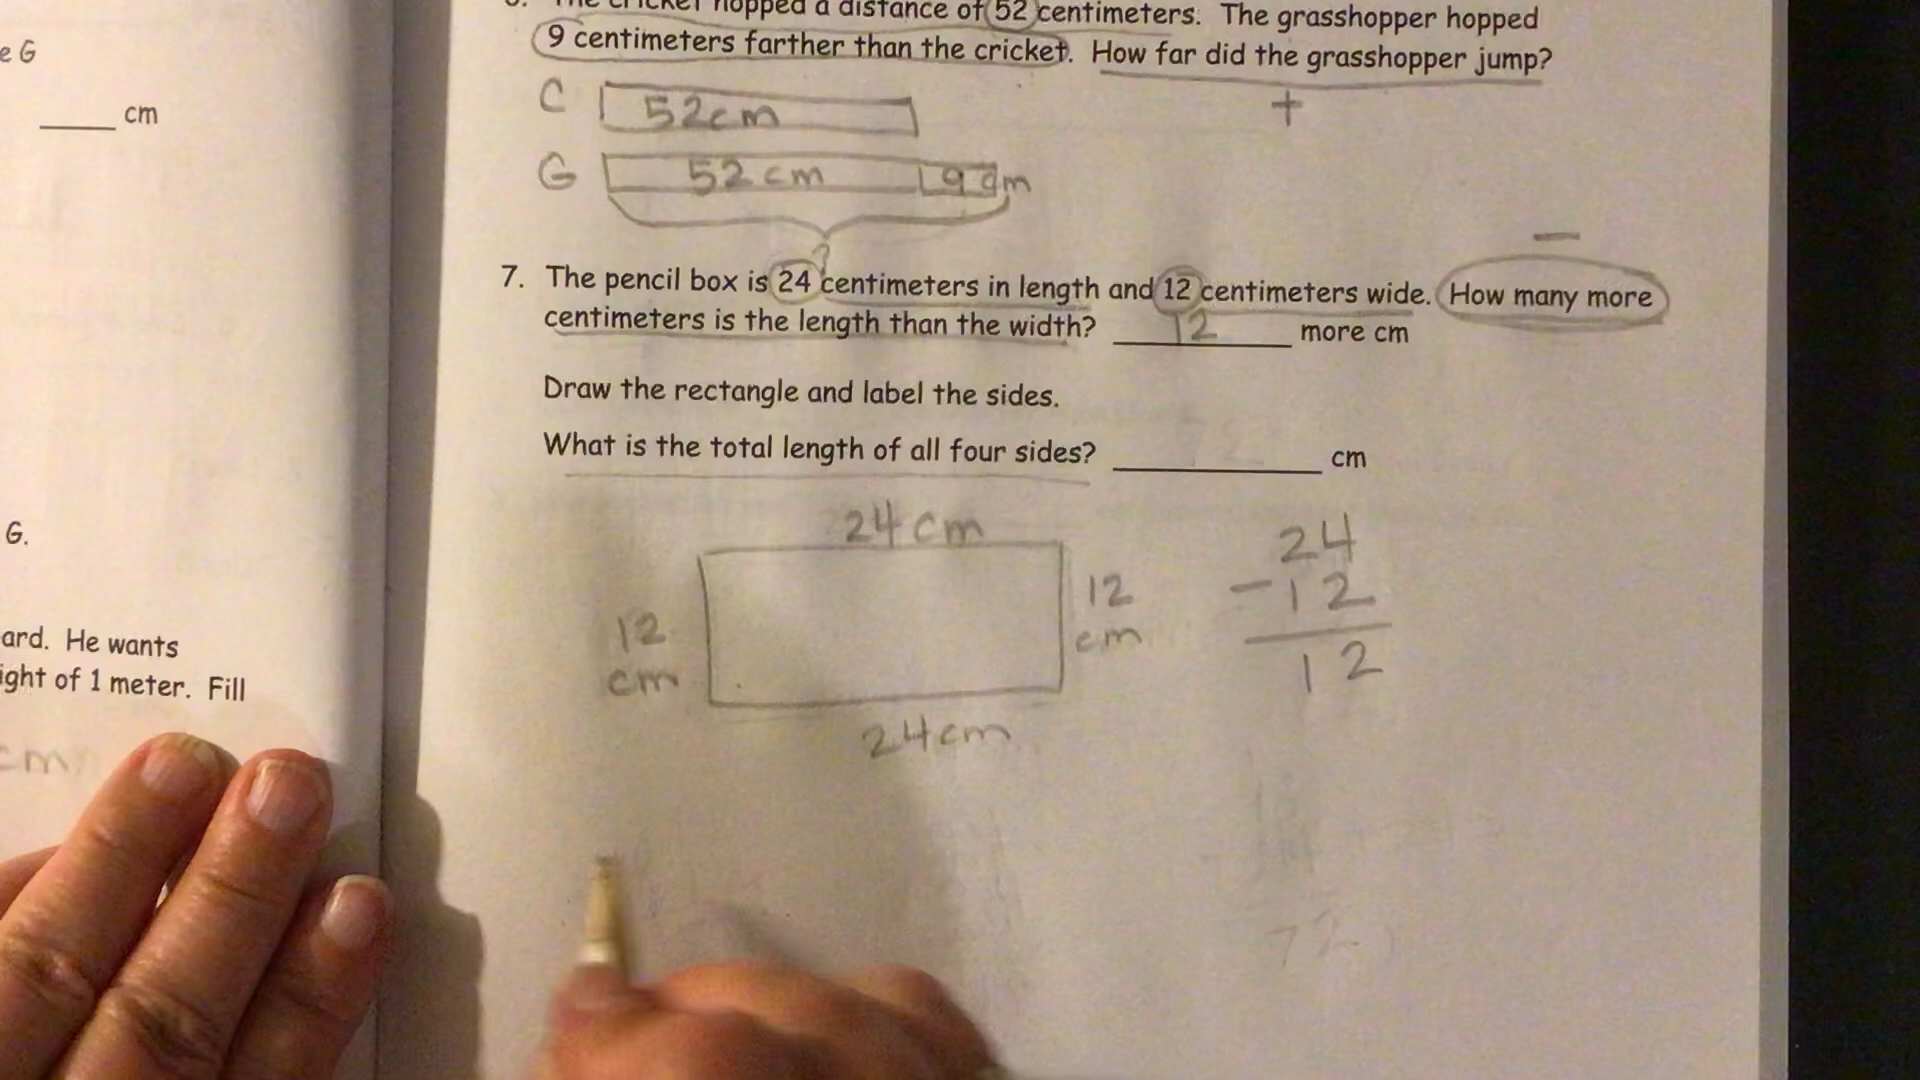 e G
____ cm
G.
ard. He wants
ight of 1 meter. Fill
cm
The cricket hopped a distance of 52 centimeters. The grasshopper hopped
9 centimeters farther than the cricket. How far did the grasshopper jump?
+
C 52cm
G 52 cm 9 cm
?
—
7. The pencil box is 24 centimeters in length and 12 centimeters wide. How many more
centimeters is the length than the width? 12 more cm
Draw the rectangle and label the sides.
What is the total length of all four sides? 72 cm
24 cm
12
cm
12
cm
24cm
24
-12
12
72